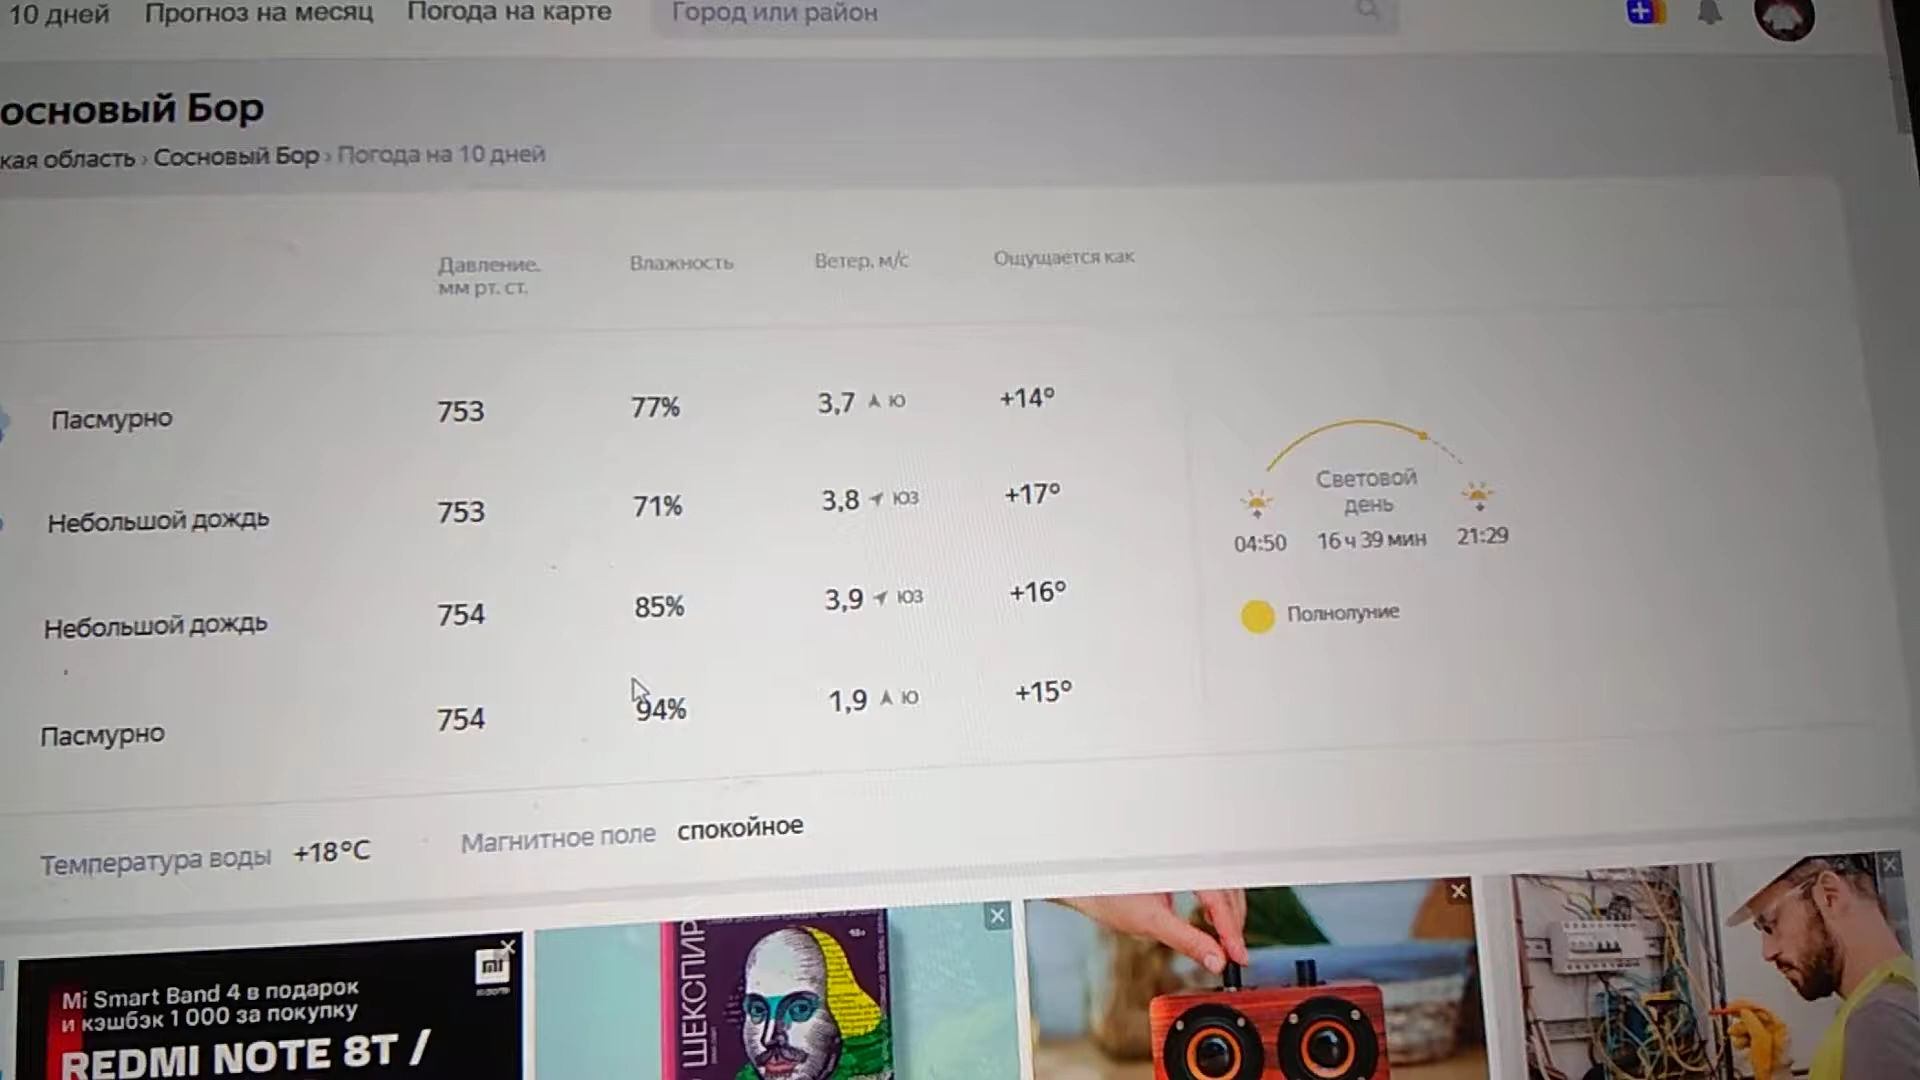 10 дней Прогноз на месяц Погода на карте Город или район
основый Бор
кая область › Сосновый Бор › Погода на 10 дней
Давление, мм рт. ст. Влажность Ветер, м/с Ощущается как
Пасмурно 753 77% 3,7 Ю +14°
Небольшой дождь 753 71% 3,8 ЮЗ +17°
Небольшой дождь 754 85% 3,9 ЮЗ +16°
Пасмурно 754 94% 1,9 Ю +15°
Световой
день
04:50 16 ч 39 мин 21:29
Полнолуние
Температура воды +18°C Магнитное поле спокойное
Mi Smart Band 4 в подарок
и кэшбэк 1 000 за покупку
REDMI NOTE 8T /
mi
ШЕКСПИР
18+